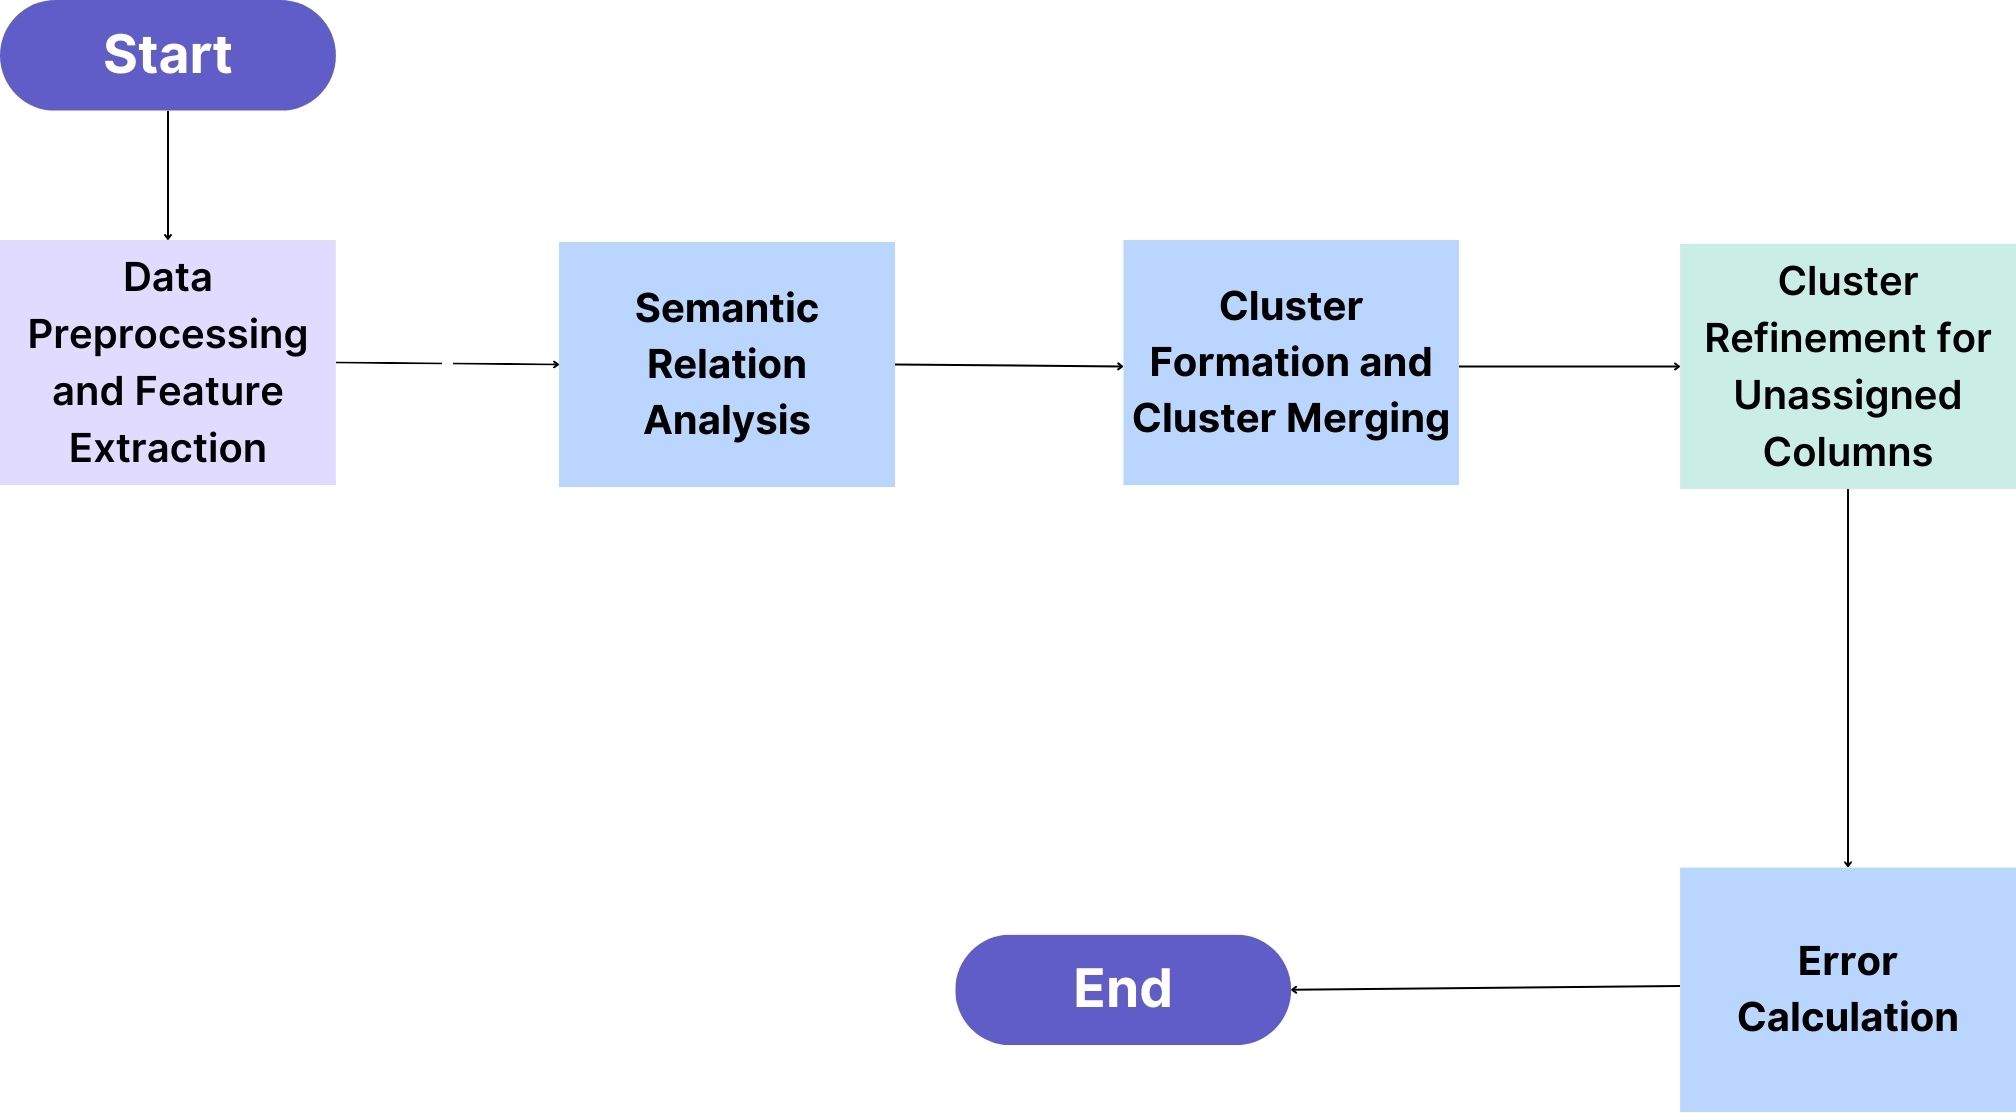 Start
Data
Preprocessing
and Feature
Extraction
Semantic
Relation
Analysis
Cluster
Formation and
Cluster Merging
Cluster
Refinement for
Unassigned
Columns
Error
Calculation
End